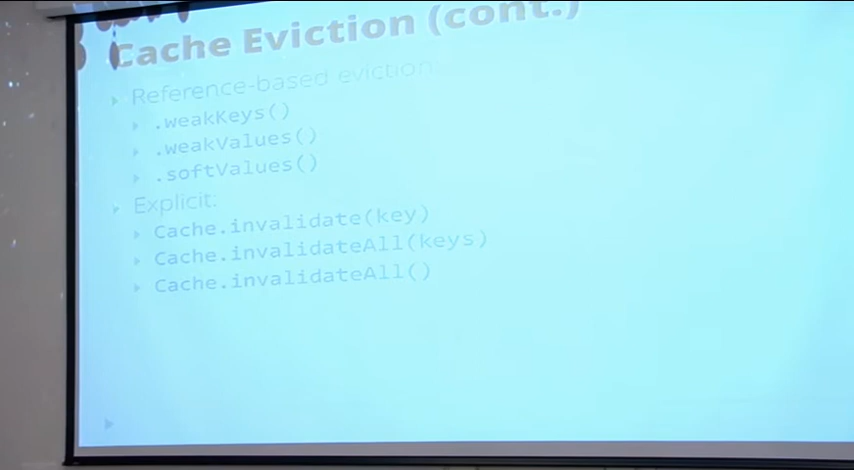 Cache Eviction (cont.)
Reference-based eviction
.weakKeys()
.weakValues()
.softValues()
Explicit:
Cache.invalidate(key)
Cache.invalidateAll(keys)
Cache.invalidateAll()